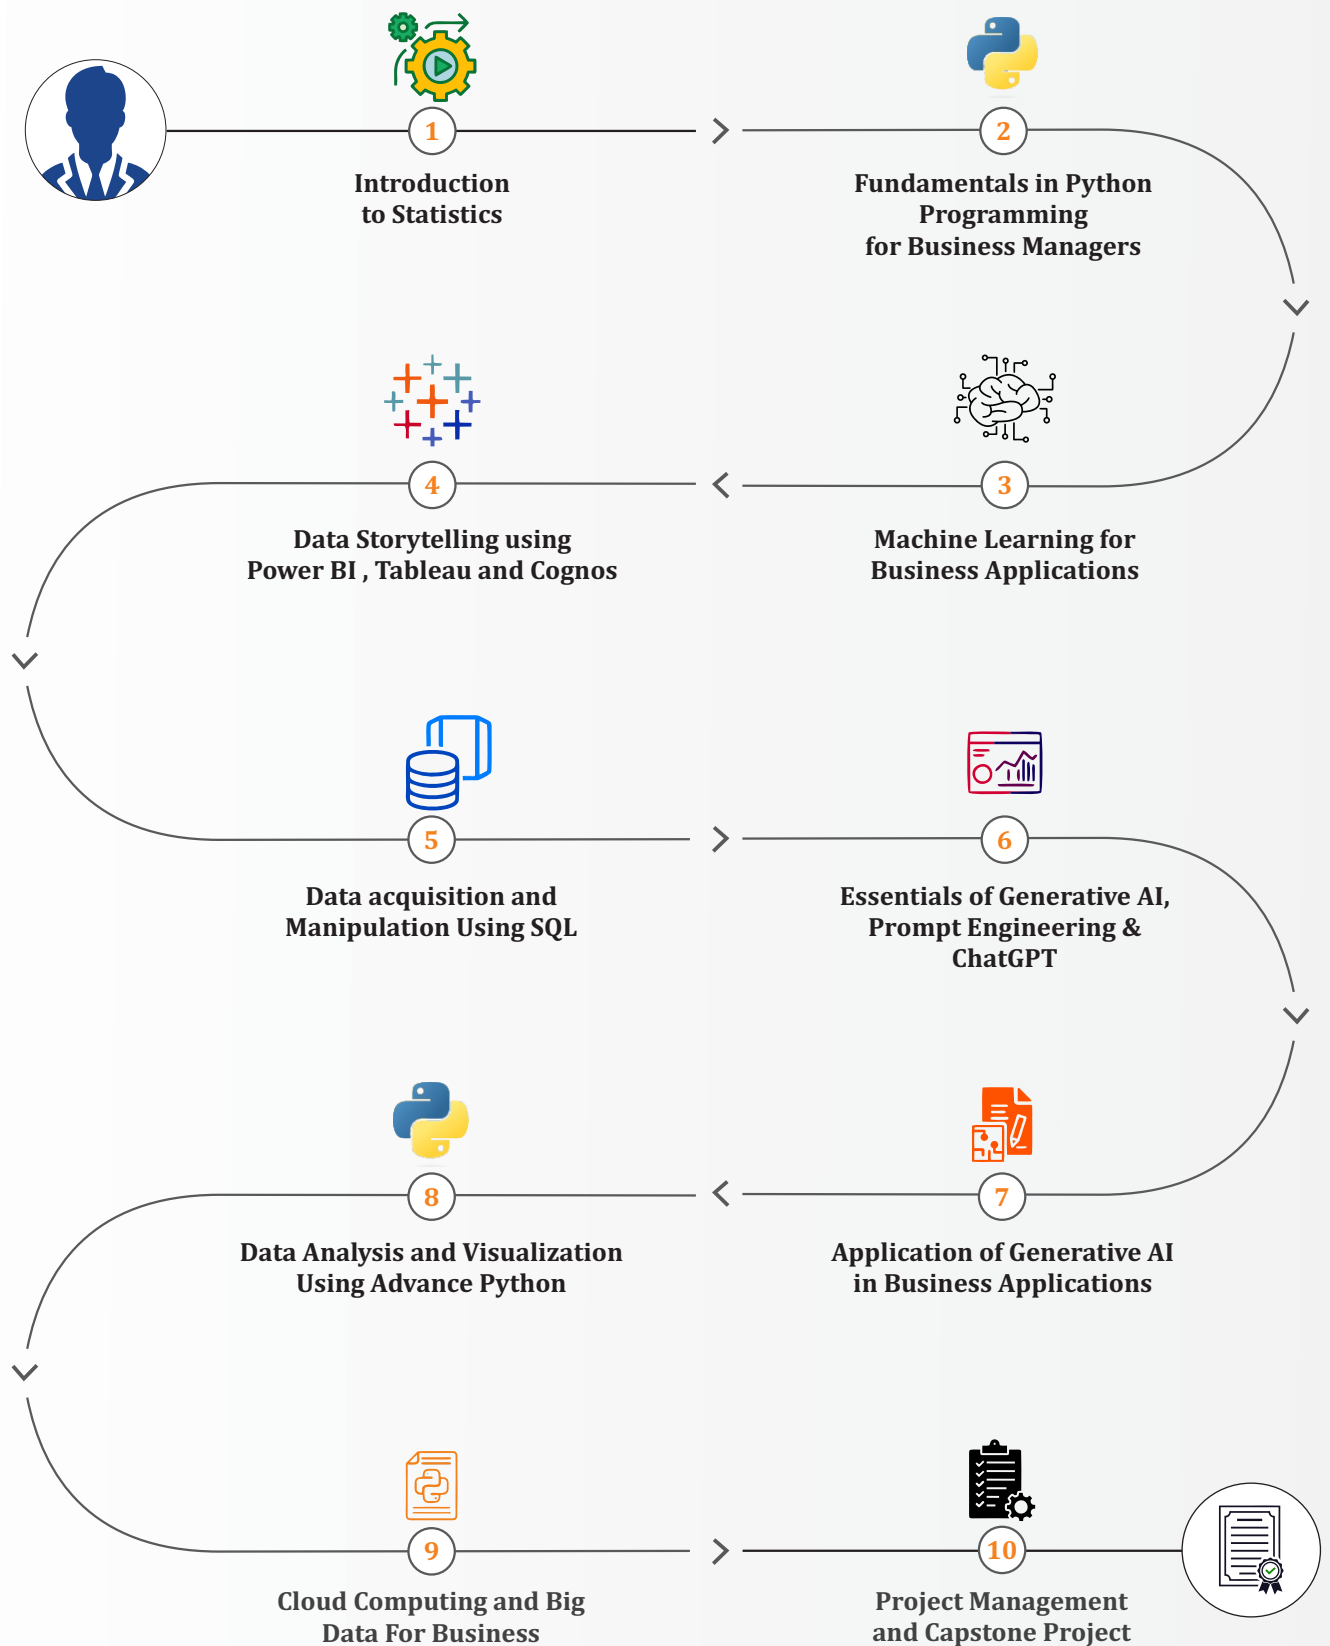 1
Introduction
to Statistics
2
Fundamentals in Python
Programming
for Business Managers
3
Machine Learning for
Business Applications
4
Data Storytelling using
Power BI , Tableau and Cognos
5
Data acquisition and
Manipulation Using SQL
6
Essentials of Generative AI,
Prompt Engineering &
ChatGPT
7
Application of Generative AI
in Business Applications
8
Data Analysis and Visualization
Using Advance Python
9
Cloud Computing and Big
Data For Business
10
Project Management
and Capstone Project